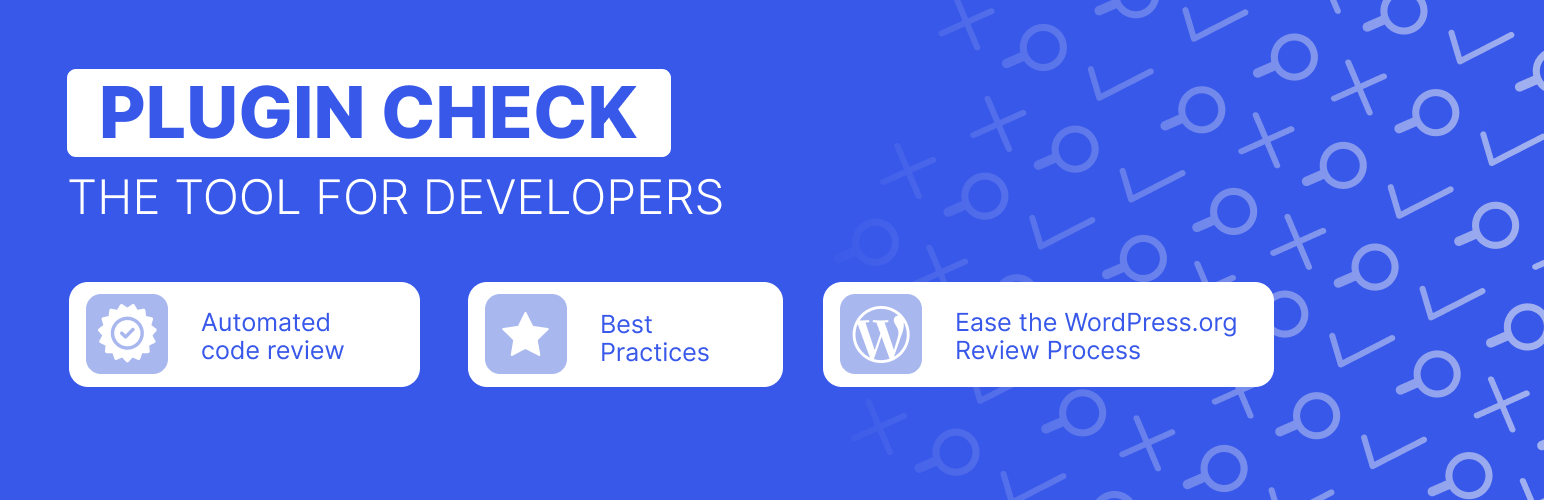 PLUGIN CHECK
THE TOOL FOR DEVELOPERS
Automated
code review
Best
Practices
Ease the WordPress.org
Review Process